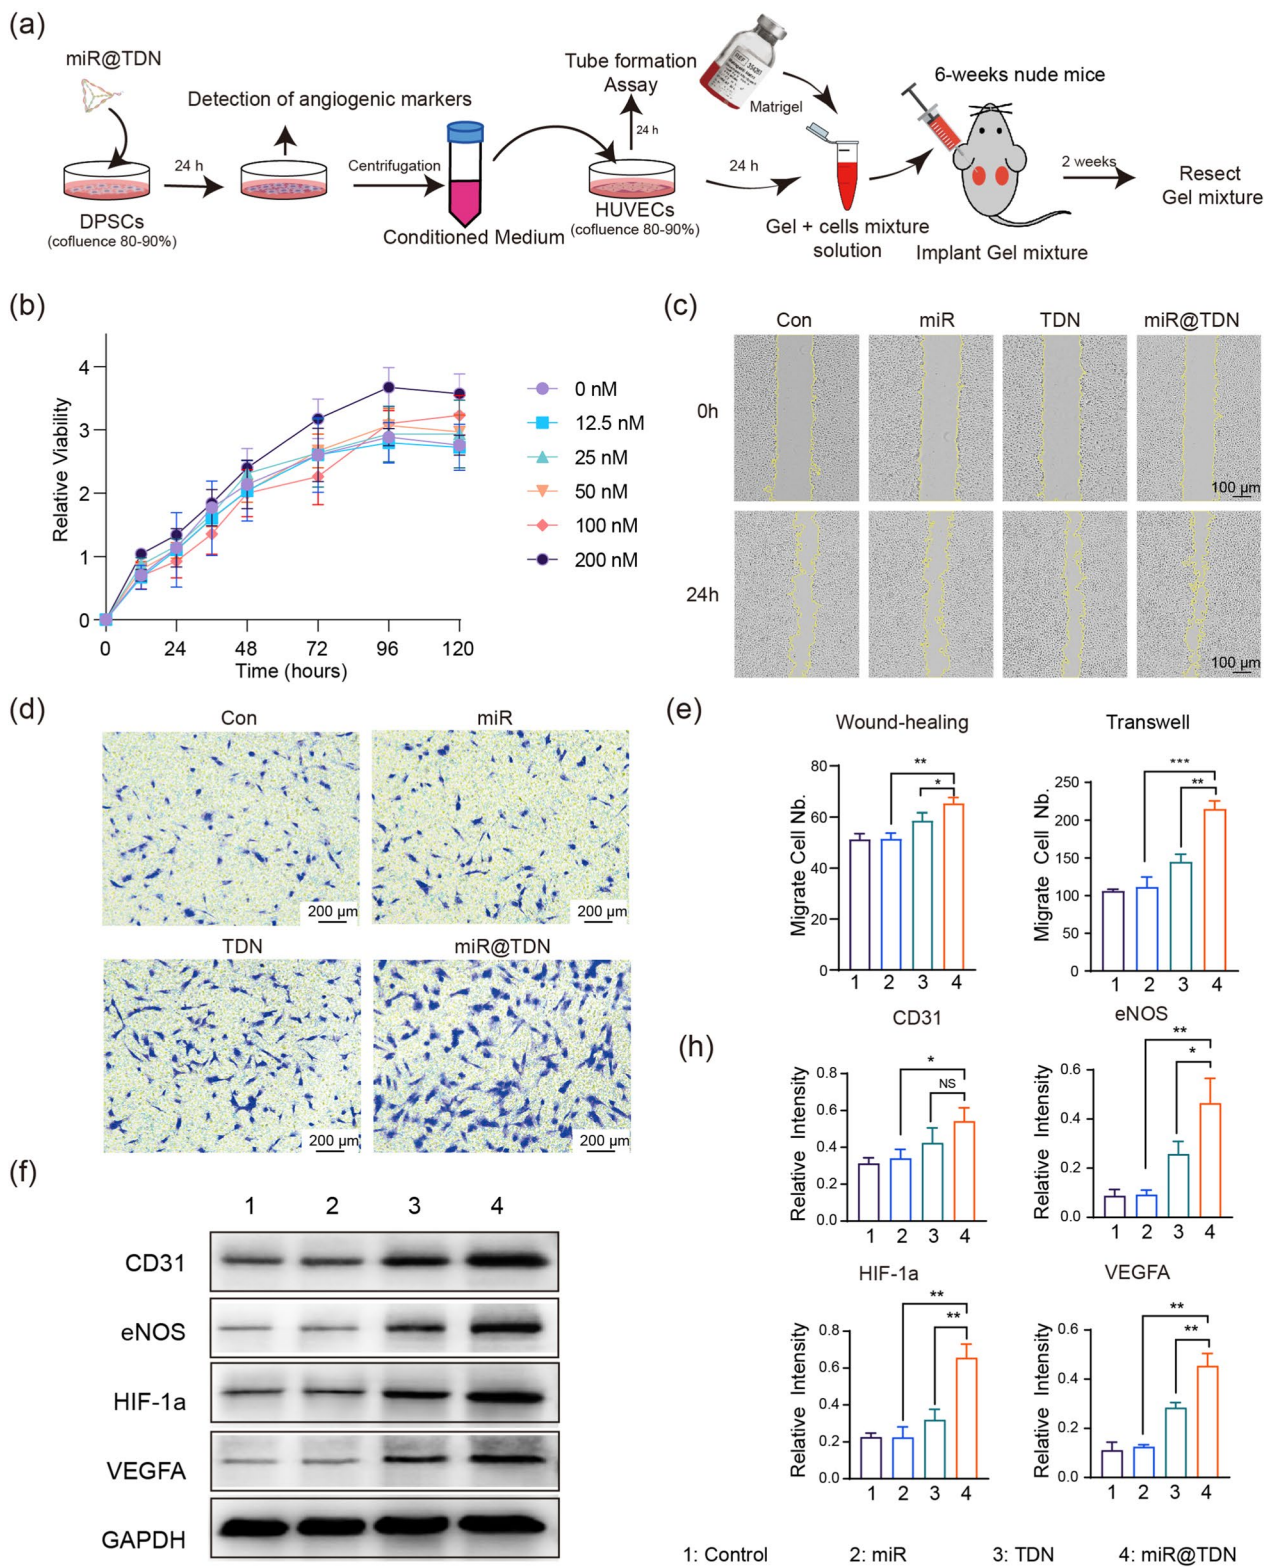 (a)
miR@TDN
Detection of angiogenic markers
24 h
DPSCs
(cofluence 80-90%)
Centrifugation
Conditioned Medium
Tube formation
Assay
24 h
HUVECs
(cofluence 80-90%)
24 h
Matrigel
Gel + cells mixture
solution
6-weeks nude mice
Implant Gel mixture
2 weeks
Resect
Gel mixture
(b)
Relative Viability
4
3
2
1
0
0 24 48 72 96 120
Time (hours)
0 nM
12.5 nM
25 nM
50 nM
100 nM
200 nM
(c)
Con miR TDN miR@TDN
0h
100 µm
24h
100 µm
(d)
Con miR
200 µm 200 µm
TDN miR@TDN
200 µm 200 µm
(e)
Wound-healing
Migrate Cell Nb.
80
60
40
20
0
**
*
1 2 3 4
Transwell
Migrate Cell Nb.
250
200
150
100
50
0
***
**
1 2 3 4
(f)
1 2 3 4
CD31
eNOS
HIF-1a
VEGFA
GAPDH
(h)
CD31
Relative Intensity
0.8
0.6
0.4
0.2
0.0
*
NS
1 2 3 4
eNOS
Relative Intensity
0.6
0.4
0.2
0.0
**
*
1 2 3 4
HIF-1a
Relative Intensity
0.8
0.6
0.4
0.2
0.0
**
**
1 2 3 4
VEGFA
Relative Intensity
0.6
0.4
0.2
0.0
**
**
1 2 3 4
1: Control 2: miR 3: TDN 4: miR@TDN